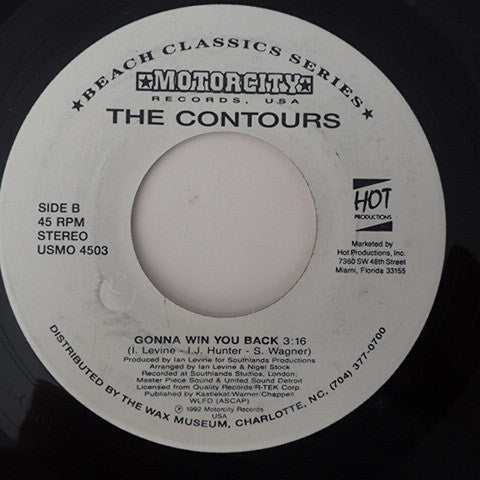 ★BEACH CLASSICS SERIES★
★MOTORCITY★
RECORDS, USA
THE CONTOURS
SIDE B
45 RPM
STEREO
USMO 4503
HOT
PRODUCTIONS
Marketed by
Hot Productions, Inc.
7360 SW 48th Street
Miami, Florida 33155
GONNA WIN YOU BACK 3:16
(I. Levine - I.J. Hunter - S. Wagner)
Produced by Ian Levine for Southlands Productions
Arranged by Ian Levine & Nigel Stock
Recorded at Southlands Studios, London;
Master Piece Sound & United Sound Detroit
Licensed from Quality Records/R-TEK Corp.
Published by Kastlekat/Warner/Chappell
WLFD (ASCAP)
℗ 1992 Motorcity Records
USA
DISTRIBUTED BY THE WAX MUSEUM, CHARLOTTE, NC, (704) 377-0700